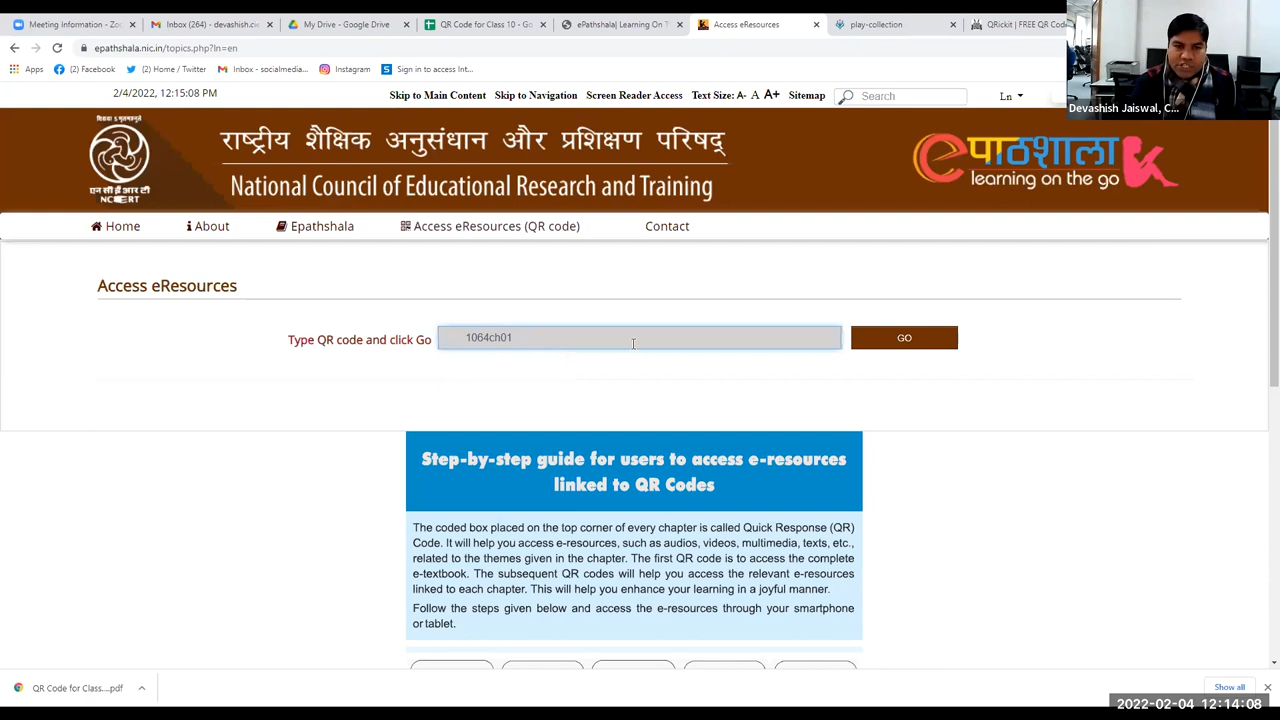 Meeting Information - Zoo
Inbox (264) - devashish.cie
My Drive - Google Drive
QR Code for Class 10 - Go
ePathshala| Learning On T
Access eResources
play-collection
QRickit | FREE QR Code
epathshala.nic.in/topics.php?ln=en
Apps
(2) Facebook
(2) Home / Twitter
Inbox - socialmedia...
Instagram
Sign in to access Int...
Devashish Jaiswal, C...
2/4/2022, 12:15:08 PM
Skip to Main Content
Skip to Navigation
Screen Reader Access
Text Size: A- A A+
Sitemap
Search
Ln
राष्ट्रीय शैक्षिक अनुसंधान और प्रशिक्षण परिषद्
National Council of Educational Research and Training
एन सी ई आर टी
NCERT
eपाठशाला
learning on the go
Home
About
Epathshala
Access eResources (QR code)
Contact
Access eResources
Type QR code and click Go
1064ch01
GO
Step-by-step guide for users to access e-resources
linked to QR Codes
The coded box placed on the top corner of every chapter is called Quick Response (QR)
Code. It will help you access e-resources, such as audios, videos, multimedia, texts, etc.,
related to the themes given in the chapter. The first QR code is to access the complete
e-textbook. The subsequent QR codes will help you access the relevant e-resources
linked to each chapter. This will help you enhance your learning in a joyful manner.
Follow the steps given below and access the e-resources through your smartphone
or tablet.
QR Code for Class....pdf
Show all
2022-02-04 12:14:08